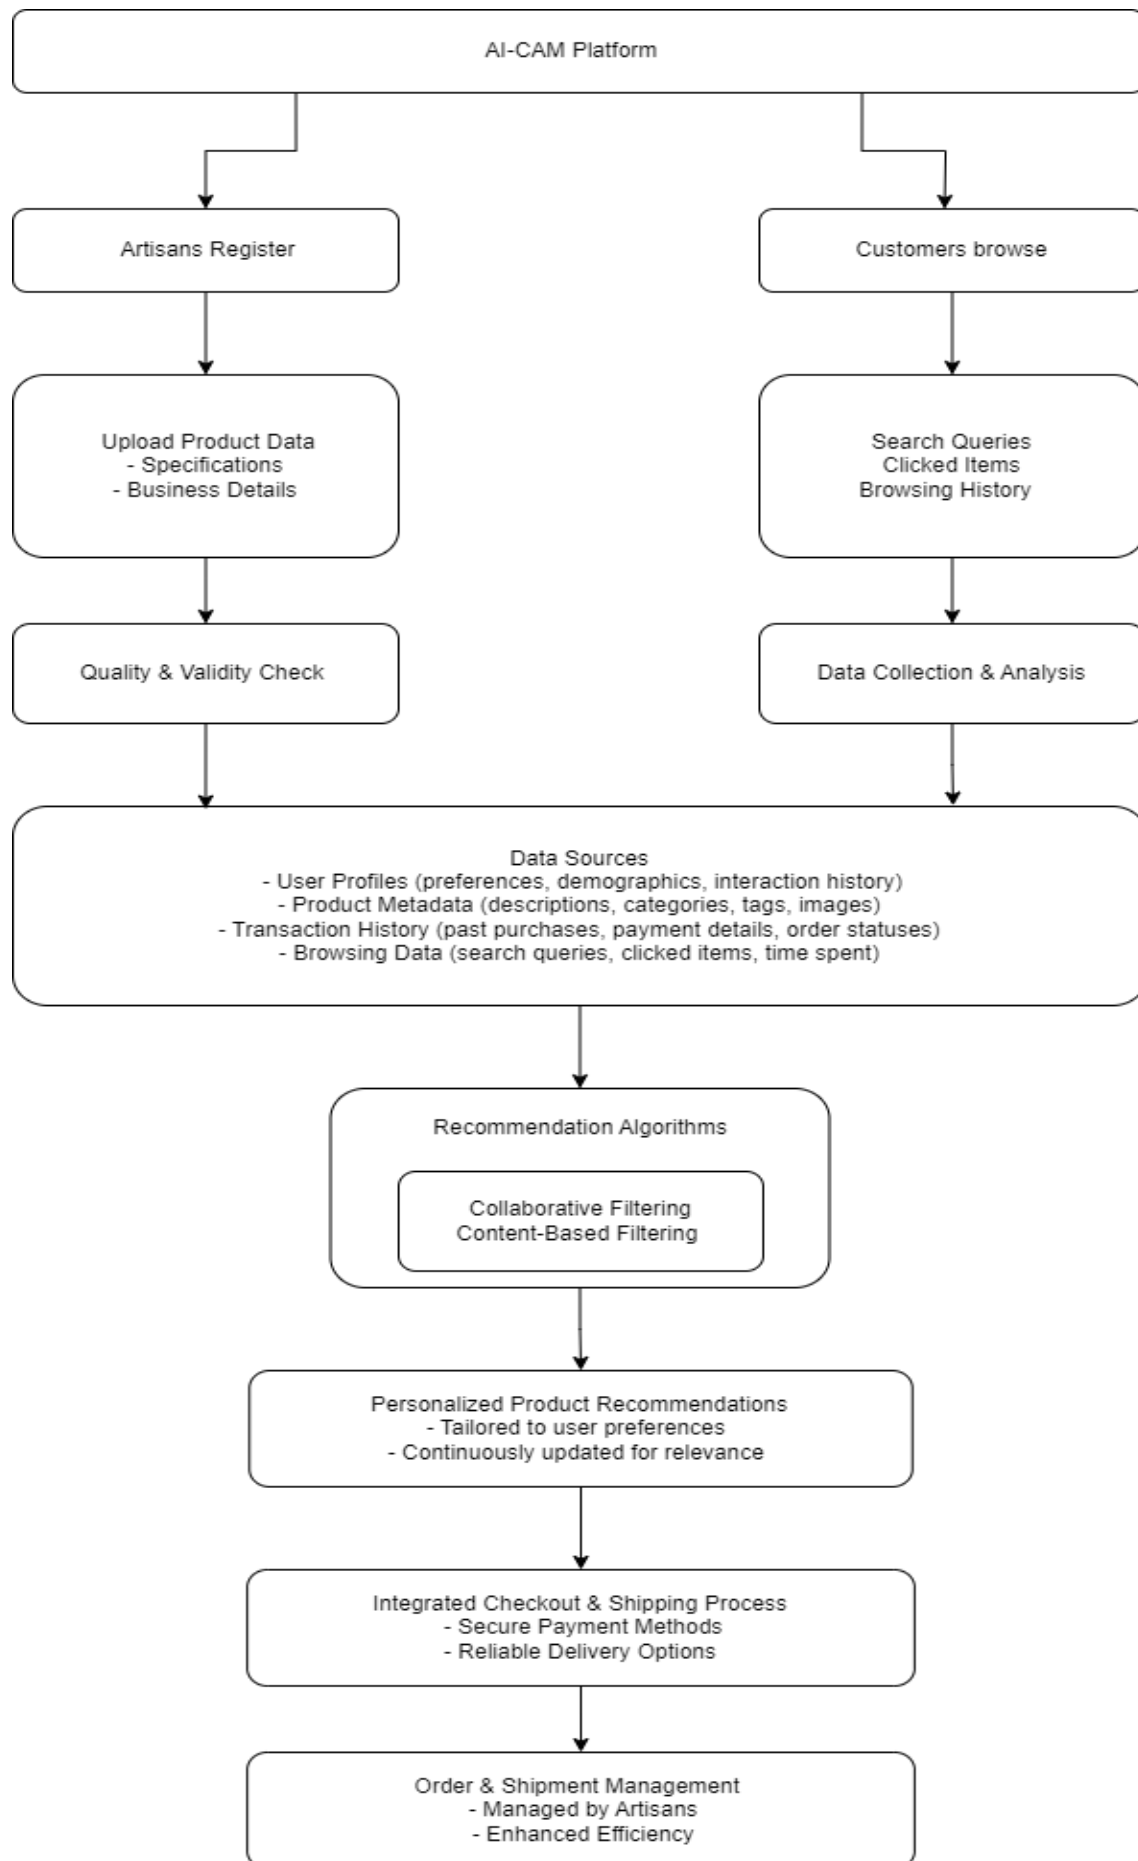 AI-CAM Platform
Artisans Register
Customers browse
Upload Product Data
- Specifications
- Business Details
Search Queries
Clicked Items
Browsing History
Quality & Validity Check
Data Collection & Analysis
Data Sources
- User Profiles (preferences, demographics, interaction history)
- Product Metadata (descriptions, categories, tags, images)
- Transaction History (past purchases, payment details, order statuses)
- Browsing Data (search queries, clicked items, time spent)
Recommendation Algorithms
Collaborative Filtering
Content-Based Filtering
Personalized Product Recommendations
- Tailored to user preferences
- Continuously updated for relevance
Integrated Checkout & Shipping Process
- Secure Payment Methods
- Reliable Delivery Options
Order & Shipment Management
- Managed by Artisans
- Enhanced Efficiency